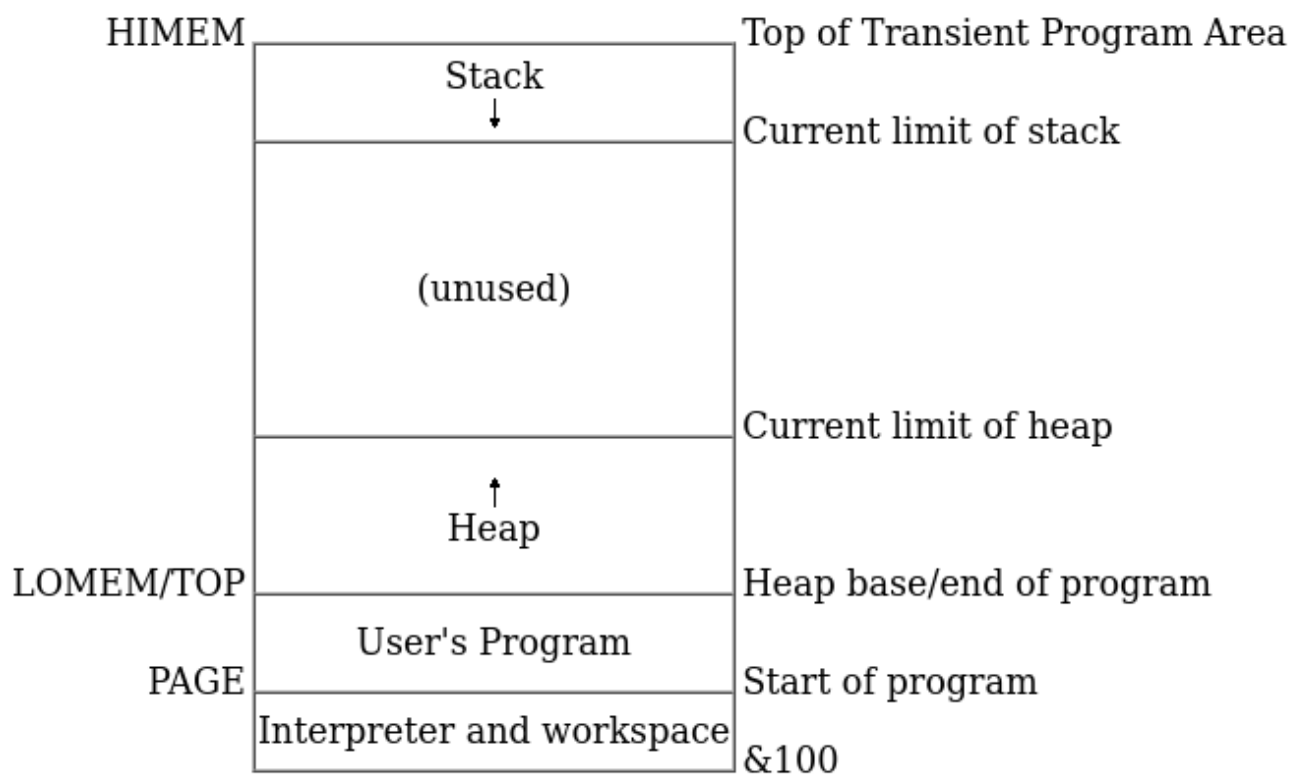 HIMEM Top of Transient Program Area
Stack
Current limit of stack
(unused)
Current limit of heap
Heap
LOMEM/TOP Heap base/end of program
User's Program
PAGE Start of program
Interpreter and workspace
&100